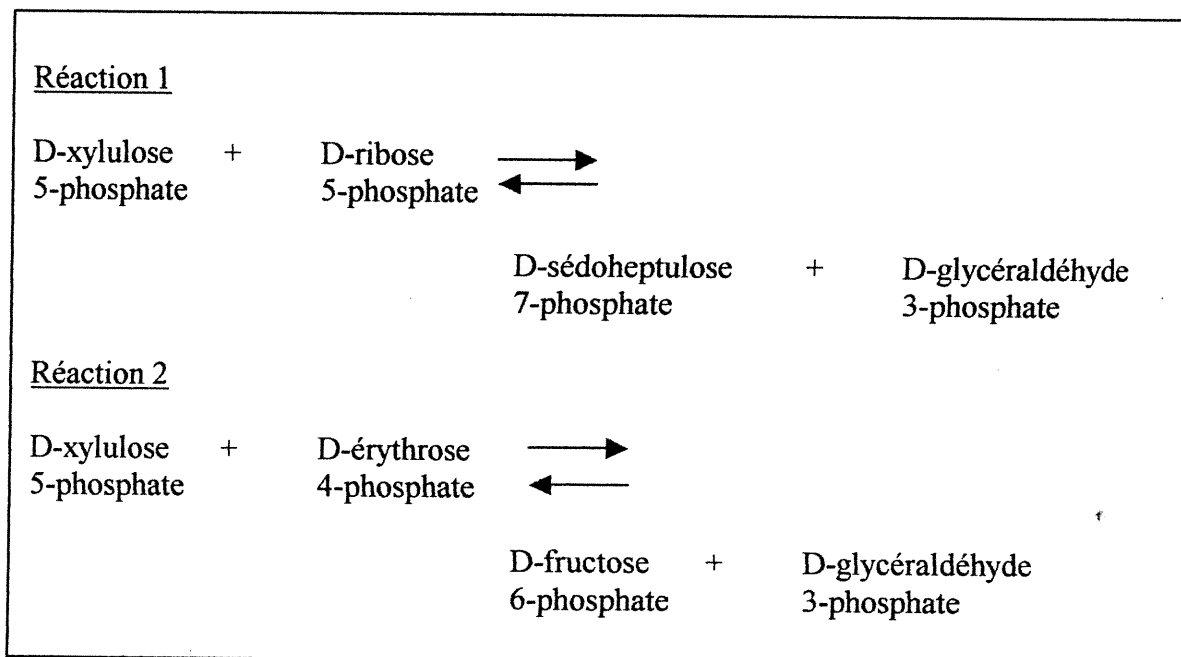 Réaction 1
D-xylulose + D-ribose
5-phosphate 5-phosphate
D-sédoheptulose + D-glycéraldéhyde
7-phosphate 3-phosphate
Réaction 2
D-xylulose + D-érythrose
5-phosphate 4-phosphate
D-fructose + D-glycéraldéhyde
6-phosphate 3-phosphate